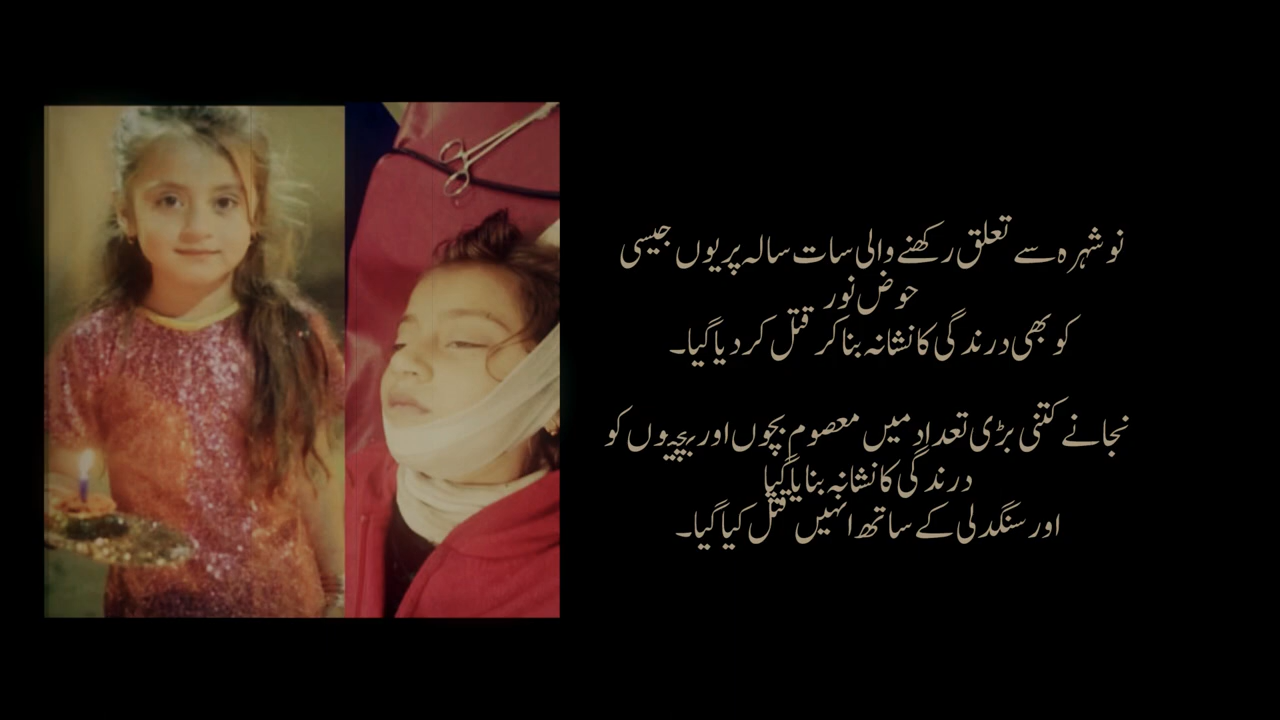 نوشہرہ سے تعلق رکھنے والی سات سالہ پریوں جیسی
حوض نور
کو بھی درندگی کا نشانہ بنا کر قتل کر دیا گیا۔
نجانے کتنی بڑی تعداد میں معصوم بچوں اور بچیوں کو
درندگی کا نشانہ بنایا گیا
اور سنگدلی کے ساتھ انہیں قتل کیا گیا۔